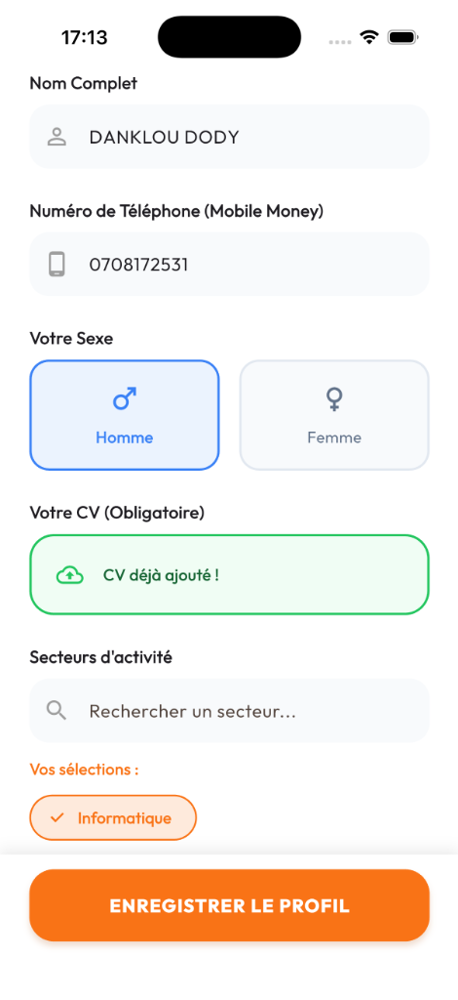 17:13
Nom Complet
DANKLOU DODY
Numéro de Téléphone (Mobile Money)
0708172531
Votre Sexe
Homme
Femme
Votre CV (Obligatoire)
CV déjà ajouté !
Secteurs d'activité
Rechercher un secteur...
Vos sélections :
Informatique
ENREGISTRER LE PROFIL